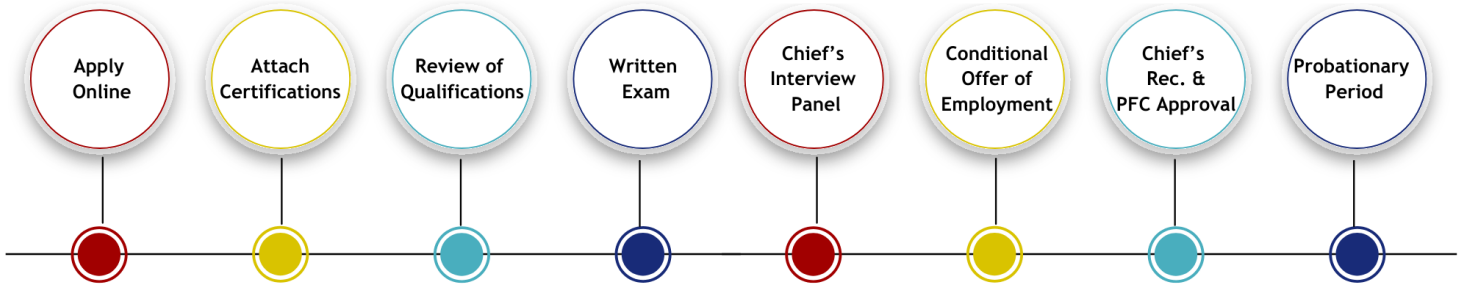 Apply
Online
Attach
Certifications
Review of
Qualifications
Written
Exam
Chief's
Interview
Panel
Conditional
Offer of
Employment
Chief's
Rec. &
PFC Approval
Probationary
Period